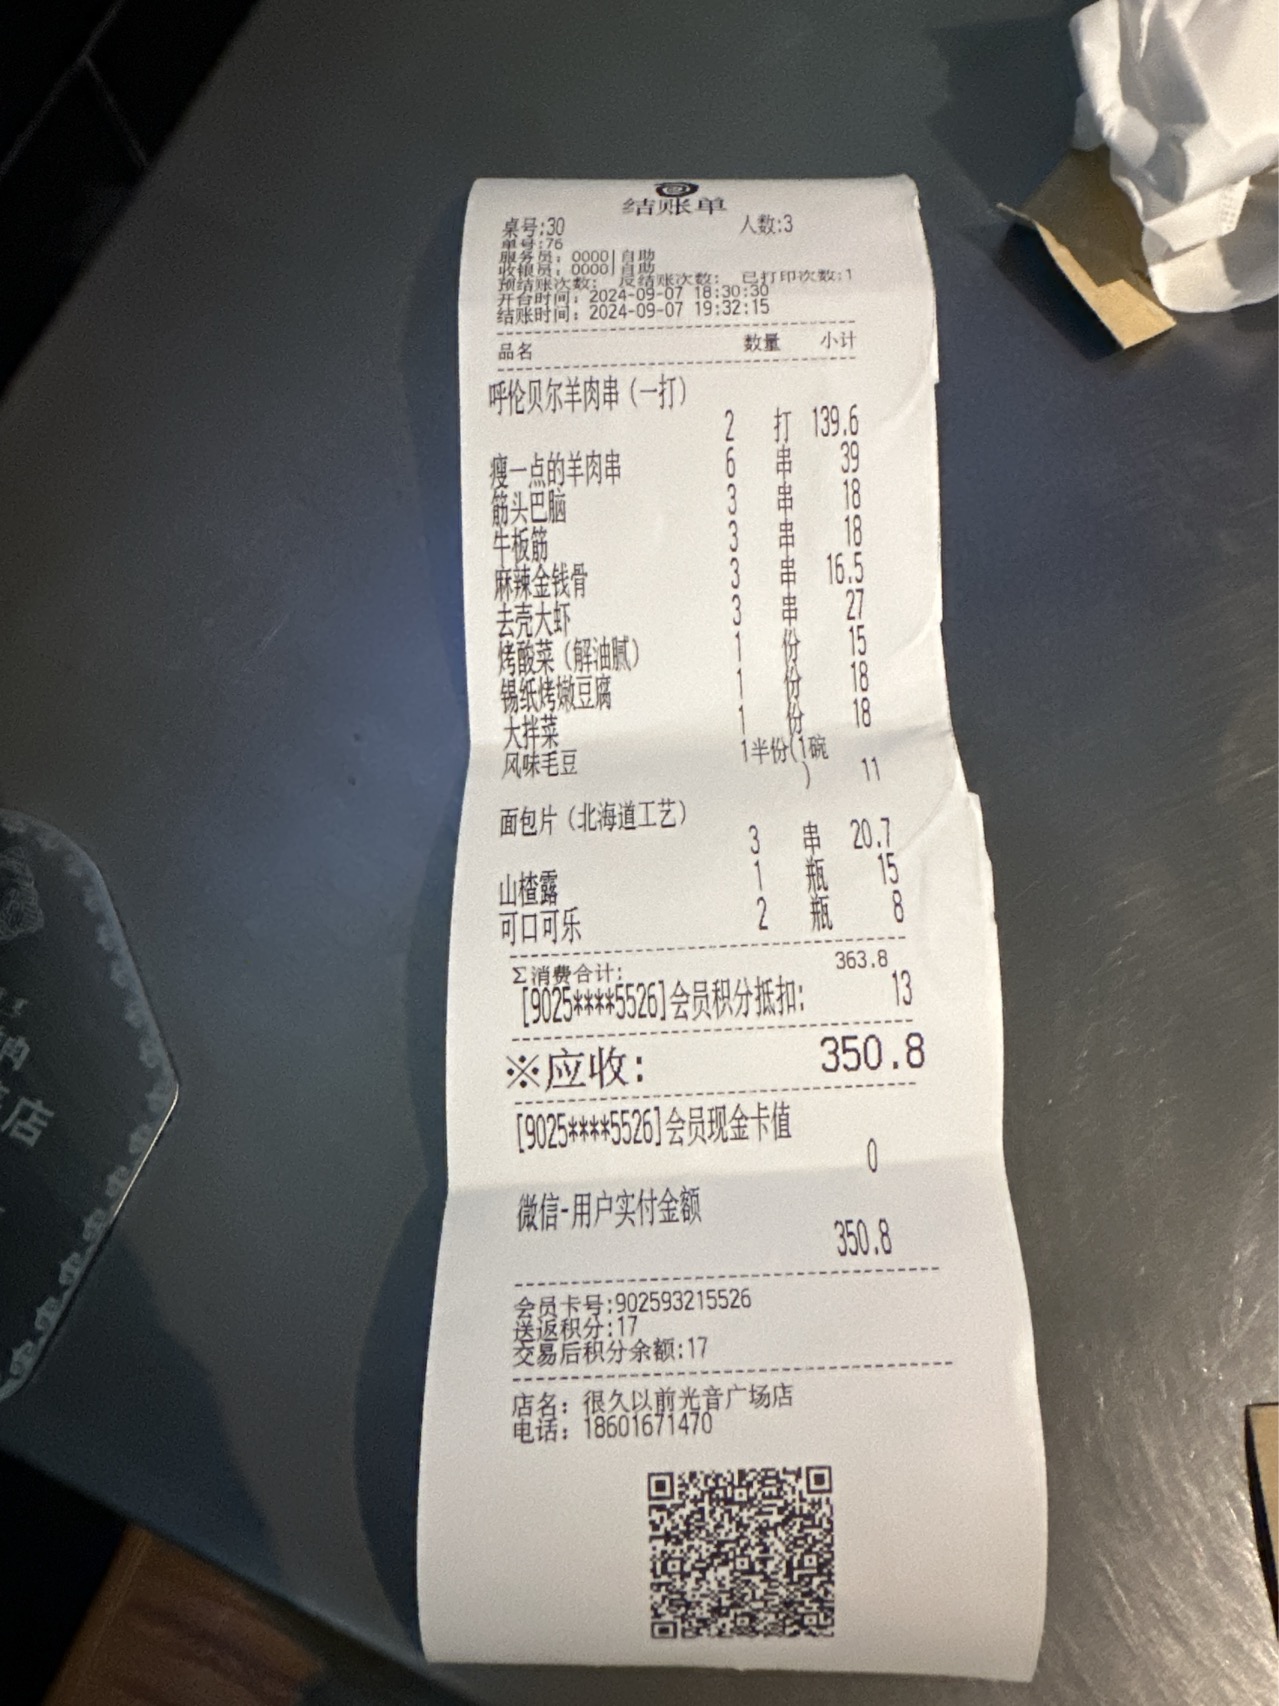 结账单
桌号:30 人数:3
单号:76
服务员: 0000|自助
收银员: 0000|自助
预结账次数: 反结账次数: 已打印次数:1
开台时间: 2024-09-07 18:30:30
结账时间: 2024-09-07 19:32:15
品名 数量 小计
呼伦贝尔羊肉串(一打)
2 打 139.6
瘦一点的羊肉串 6 串 39
筋头巴脑 3 串 18
牛板筋 3 串 18
麻辣金钱骨 3 串 16.5
去壳大虾 3 串 27
烤酸菜(解油腻) 1 份 15
锡纸烤嫩豆腐 1 份 18
大拌菜 1 份 18
风味毛豆 1半份(1碗
) 11
面包片(北海道工艺)
3 串 20.7
山楂露 1 瓶 15
可口可乐 2 瓶 8
Σ消费合计: 363.8
[9025****5526]会员积分抵扣: 13
※应收: 350.8
[9025****5526]会员现金卡值
0
微信-用户实付金额
350.8
会员卡号:902593215526
送返积分:17
交易后积分余额:17
店名: 很久以前光音广场店
电话: 18601671470
店